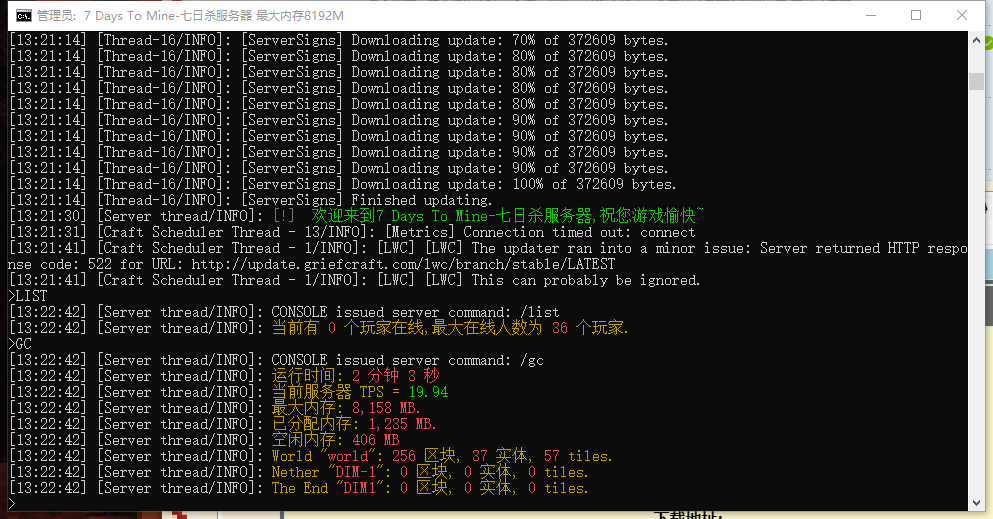 管理员: 7 Days To Mine-七日杀服务器 最大内存8192M
[13:21:14] [Thread-16/INFO]: [ServerSigns] Downloading update: 70% of 372609 bytes.
[13:21:14] [Thread-16/INFO]: [ServerSigns] Downloading update: 80% of 372609 bytes.
[13:21:14] [Thread-16/INFO]: [ServerSigns] Downloading update: 80% of 372609 bytes.
[13:21:14] [Thread-16/INFO]: [ServerSigns] Downloading update: 80% of 372609 bytes.
[13:21:14] [Thread-16/INFO]: [ServerSigns] Downloading update: 80% of 372609 bytes.
[13:21:14] [Thread-16/INFO]: [ServerSigns] Downloading update: 90% of 372609 bytes.
[13:21:14] [Thread-16/INFO]: [ServerSigns] Downloading update: 90% of 372609 bytes.
[13:21:14] [Thread-16/INFO]: [ServerSigns] Downloading update: 90% of 372609 bytes.
[13:21:14] [Thread-16/INFO]: [ServerSigns] Downloading update: 90% of 372609 bytes.
[13:21:14] [Thread-16/INFO]: [ServerSigns] Downloading update: 100% of 372609 bytes.
[13:21:14] [Thread-16/INFO]: [ServerSigns] Finished updating.
[13:21:30] [Server thread/INFO]: [!] 欢迎来到7 Days To Mine-七日杀服务器,祝您游戏愉快~
[13:21:31] [Craft Scheduler Thread - 13/INFO]: [Metrics] Connection timed out: connect
[13:21:41] [Craft Scheduler Thread - 1/INFO]: [LWC] [LWC] The updater ran into a minor issue: Server returned HTTP respo
nse code: 522 for URL: http://update.griefcraft.com/lwc/branch/stable/LATEST
[13:21:41] [Craft Scheduler Thread - 1/INFO]: [LWC] [LWC] This can probably be ignored.
>LIST
[13:22:42] [Server thread/INFO]: CONSOLE issued server command: /list
[13:22:42] [Server thread/INFO]: 当前有 0 个玩家在线,最大在线人数为 36 个玩家.
>GC
[13:22:42] [Server thread/INFO]: CONSOLE issued server command: /gc
[13:22:42] [Server thread/INFO]: 运行时间: 2 分钟 3 秒
[13:22:42] [Server thread/INFO]: 当前服务器 TPS = 19.94
[13:22:42] [Server thread/INFO]: 最大内存: 8,158 MB.
[13:22:42] [Server thread/INFO]: 已分配内存: 1,235 MB.
[13:22:42] [Server thread/INFO]: 空闲内存: 406 MB
[13:22:42] [Server thread/INFO]: World "world": 256 区块, 37 实体, 57 tiles.
[13:22:42] [Server thread/INFO]: Nether "DIM-1": 0 区块, 0 实体, 0 tiles.
[13:22:42] [Server thread/INFO]: The End "DIM1": 0 区块, 0 实体, 0 tiles.
>
下载地址: